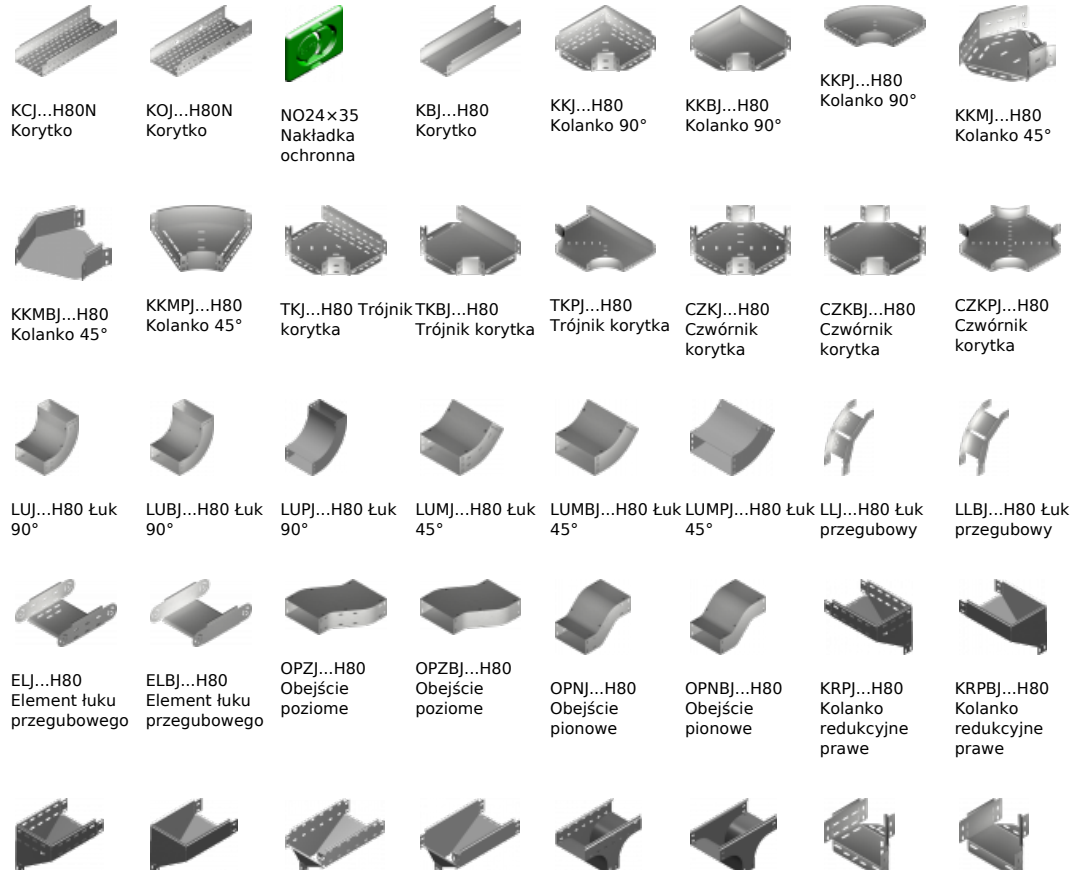 KCJ...H80N
Korytko
KOJ...H80N
Korytko
NO24×35
Nakładka
ochronna
KBJ...H80
Korytko
KKJ...H80
Kolanko 90°
KKBJ...H80
Kolanko 90°
KKPJ...H80
Kolanko 90°
KKMJ...H80
Kolanko 45°
KKMBJ...H80
Kolanko 45°
KKMPJ...H80
Kolanko 45°
TKJ...H80 Trójnik
korytka
TKBJ...H80
Trójnik korytka
TKPJ...H80
Trójnik korytka
CZKJ...H80
Czwórnik
korytka
CZKBJ...H80
Czwórnik
korytka
CZKPJ...H80
Czwórnik
korytka
LUJ...H80 Łuk
90°
LUBJ...H80 Łuk
90°
LUPJ...H80 Łuk
90°
LUMJ...H80 Łuk
45°
LUMBJ...H80 Łuk
45°
LUMPJ...H80 Łuk
45°
LLJ...H80 Łuk
przegubowy
LLBJ...H80 Łuk
przegubowy
ELJ...H80
Element łuku
przegubowego
ELBJ...H80
Element łuku
przegubowego
OPZJ...H80
Obejście
poziome
OPZBJ...H80
Obejście
poziome
OPNJ...H80
Obejście
pionowe
OPNBJ...H80
Obejście
pionowe
KRPJ...H80
Kolanko
redukcyjne
prawe
KRPBJ...H80
Kolanko
redukcyjne
prawe